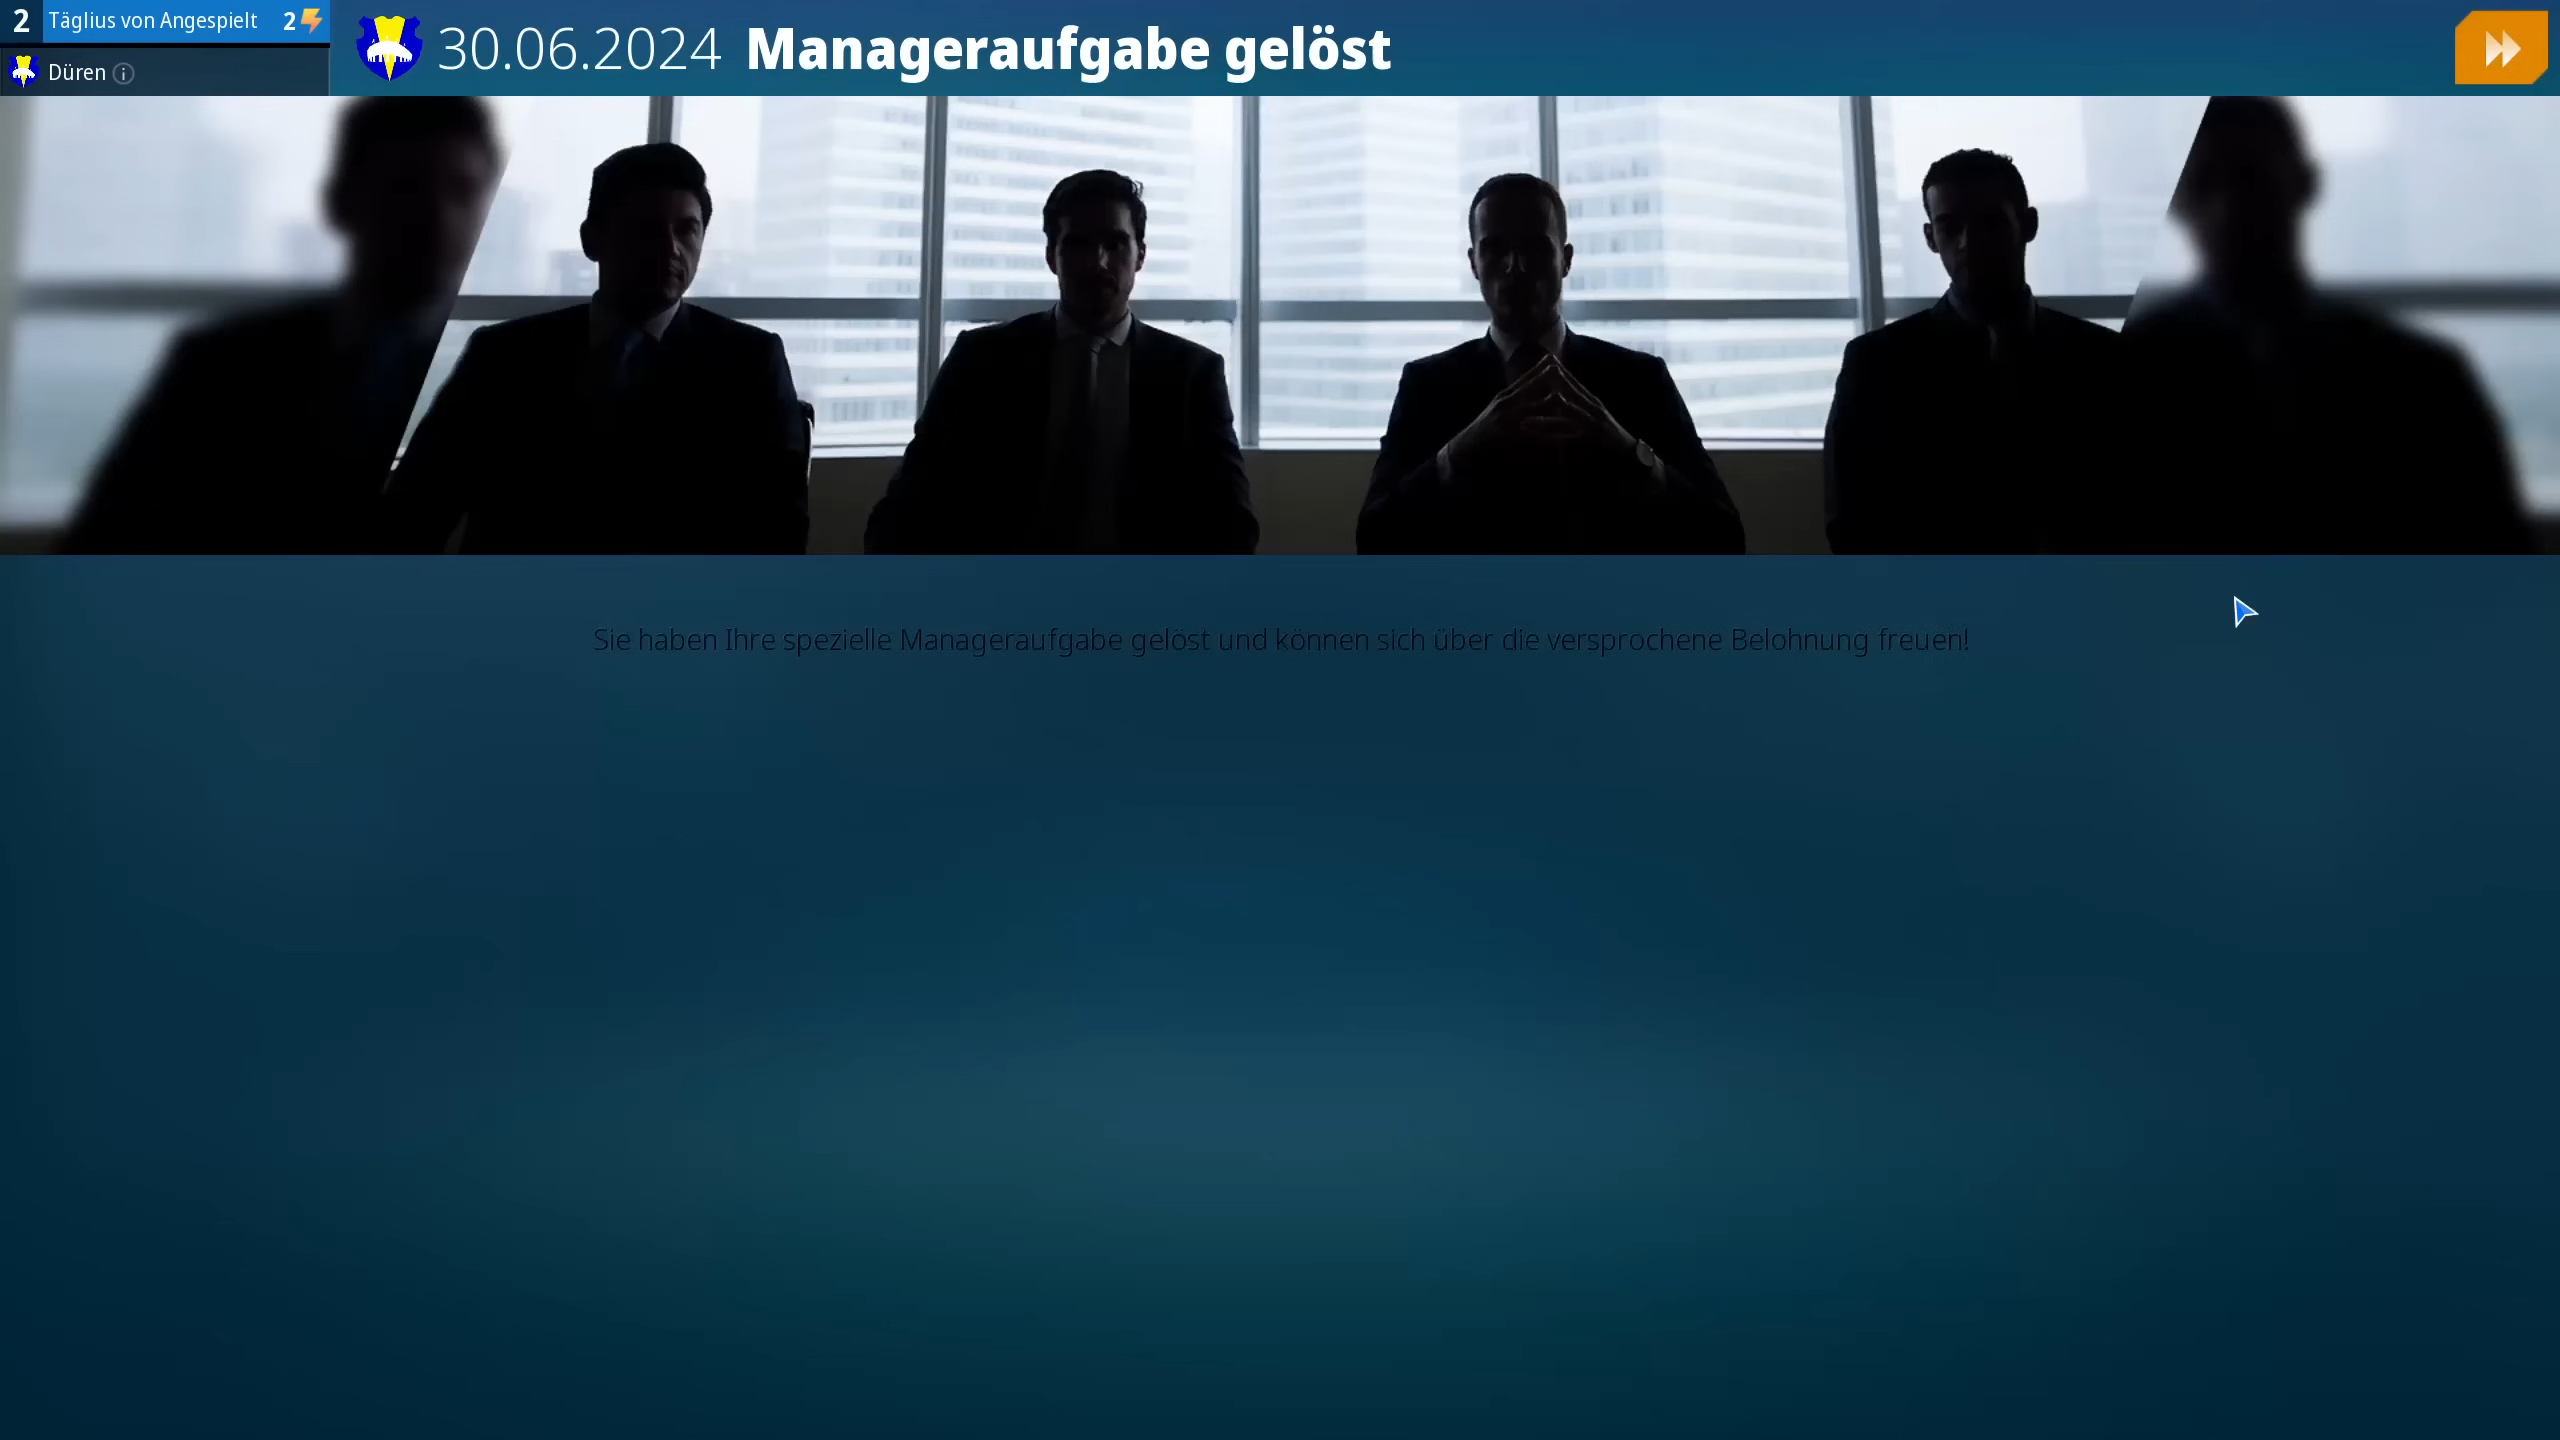 2 Täglius von Angespielt 2
Düren
30.06.2024 Manageraufgabe gelöst
Sie haben Ihre spezielle Manageraufgabe gelöst und können sich über die versprochene Belohnung freuen!